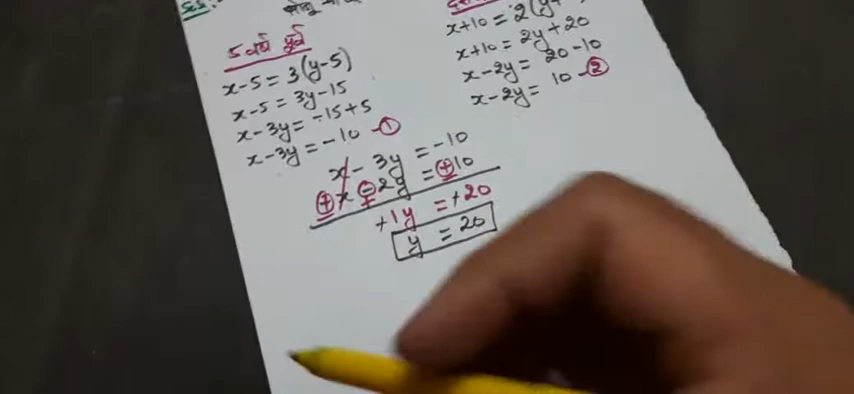 5 वर्ष पूर्व
x-5 = 3(y-5)
x-5 = 3y-15
x-3y = -15+5
x-3y = -10 -①
x+10 = 2(y+
x+10 = 2y+20
x-2y = 20-10
x-2y = 10 -②
x - 3y = -10
x - 2y = +10
+1y = +20
y = 20